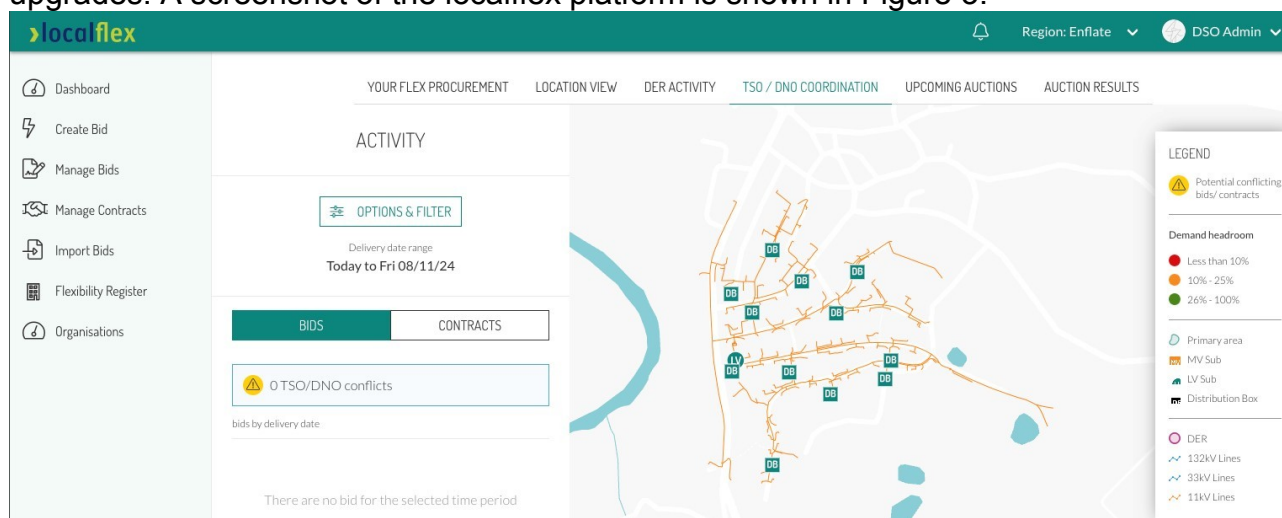 upgrades. A screenshot of the localflex platform is shown in Figure
localflex
Region: Enflate
DSO Admin
Dashboard
Create Bid
Manage Bids
Manage Contracts
Import Bids
Flexibility Register
Organisations
YOUR FLEX PROCUREMENT
LOCATION VIEW
DER ACTIVITY
TSO / DNO COORDINATION
UPCOMING AUCTIONS
AUCTION RESULTS
ACTIVITY
OPTIONS & FILTER
Delivery date range
Today to Fri 08/11/24
BIDS
CONTRACTS
0 TSO/DNO conflicts
bids by delivery date
There are no bid for the selected time period
DB
DB
DB
DB
DB
DB
LV
DB
DB
DB
DB
DB
DB
LEGEND
Potential conflicting
bids/ contracts
Demand headroom
Less than 10%
10% - 25%
26% - 100%
Primary area
MV Sub
LV Sub
Distribution Box
DER
132kV Lines
33kV Lines
11kV Lines